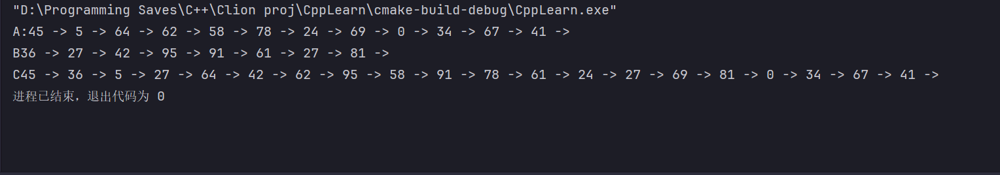 "D:\Programming Saves\C++\Clion proj\CppLearn\cmake-build-debug\CppLearn.exe"
A:45 -> 5 -> 64 -> 62 -> 58 -> 78 -> 24 -> 69 -> 0 -> 34 -> 67 -> 41 ->
B36 -> 27 -> 42 -> 95 -> 91 -> 61 -> 27 -> 81 ->
C45 -> 36 -> 5 -> 27 -> 64 -> 42 -> 62 -> 95 -> 58 -> 91 -> 78 -> 61 -> 24 -> 27 -> 69 -> 81 -> 0 -> 34 -> 67 -> 41 ->
进程已结束，退出代码为 0